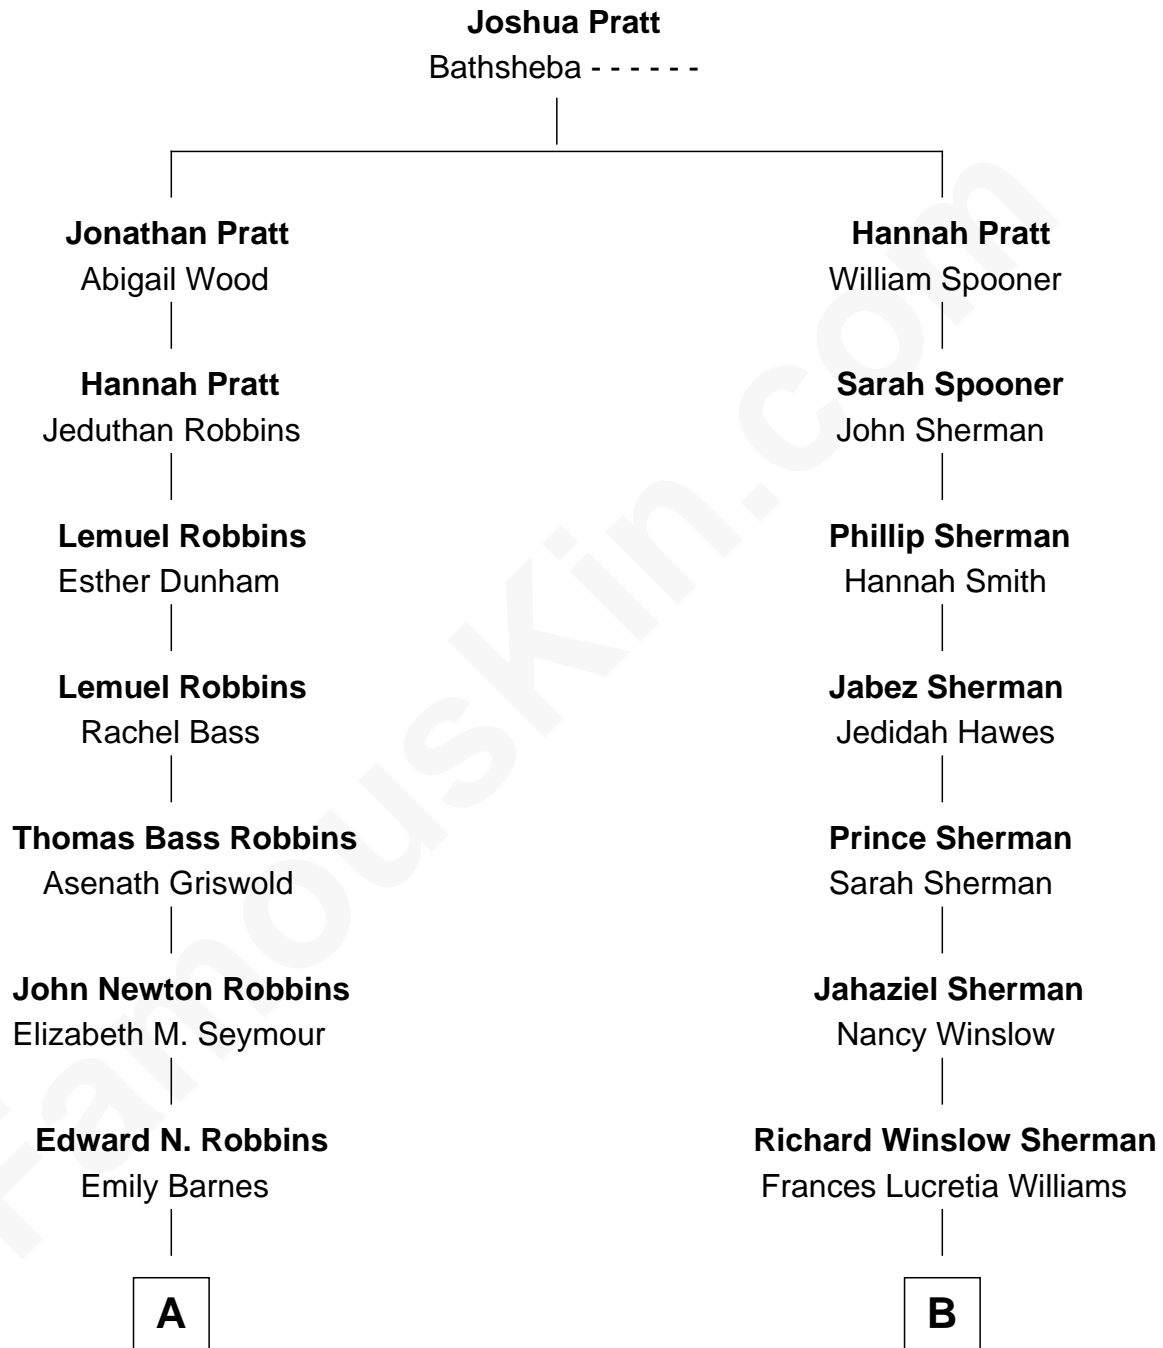 Joshua Pratt
Bathsheba - - - - - -
Jonathan Pratt
Abigail Wood
Hannah Pratt
William Spooner
Hannah Pratt
Jeduthan Robbins
Sarah Spooner
John Sherman
Lemuel Robbins
Esther Dunham
Phillip Sherman
Hannah Smith
Lemuel Robbins
Rachel Bass
Jabez Sherman
Jedidah Hawes
Thomas Bass Robbins
Asenath Griswold
Prince Sherman
Sarah Sherman
John Newton Robbins
Elizabeth M. Seymour
Jahaziel Sherman
Nancy Winslow
Edward N. Robbins
Emily Barnes
Richard Winslow Sherman
Frances Lucretia Williams
A
B
FamousKin.com